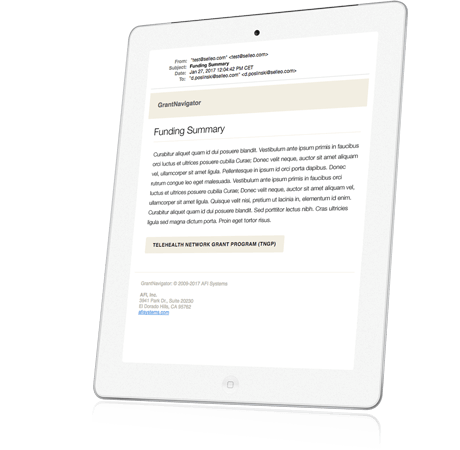 From: "test@selleo.com" <test@selleo.com>
Subject: Funding Summary
Date: Jan 27, 2017 12:04:42 PM CET
To: "d.poslinski@selleo.com" <d.poslinski@selleo.com>
GrantNavigator
Funding Summary
Curabitur aliquet quam id dui posuere blandit. Vestibulum ante ipsum primis in faucibus
orci luctus et ultrices posuere cubilia Curae; Donec velit neque, auctor sit amet aliquam
vel, ullamcorper sit amet ligula. Pellentesque in ipsum id orci porta dapibus. Donec
rutrum congue leo eget malesuada. Vestibulum ante ipsum primis in faucibus orci
luctus et ultrices posuere cubilia Curae; Donec velit neque, auctor sit amet aliquam vel,
ullamcorper sit amet ligula. Quisque velit nisi, pretium ut lacinia in, elementum id enim.
Curabitur aliquet quam id dui posuere blandit. Sed porttitor lectus nibh. Cras ultricies
ligula sed magna dictum porta. Proin eget tortor risus.
TELEHEALTH NETWORK GRANT PROGRAM (TNGP)
GrantNavigator © 2009-2017 AFI Systems
AFI, Inc.
3941 Park Dr., Suite 20030
El Dorado Hills, CA 95762
afisystems.com